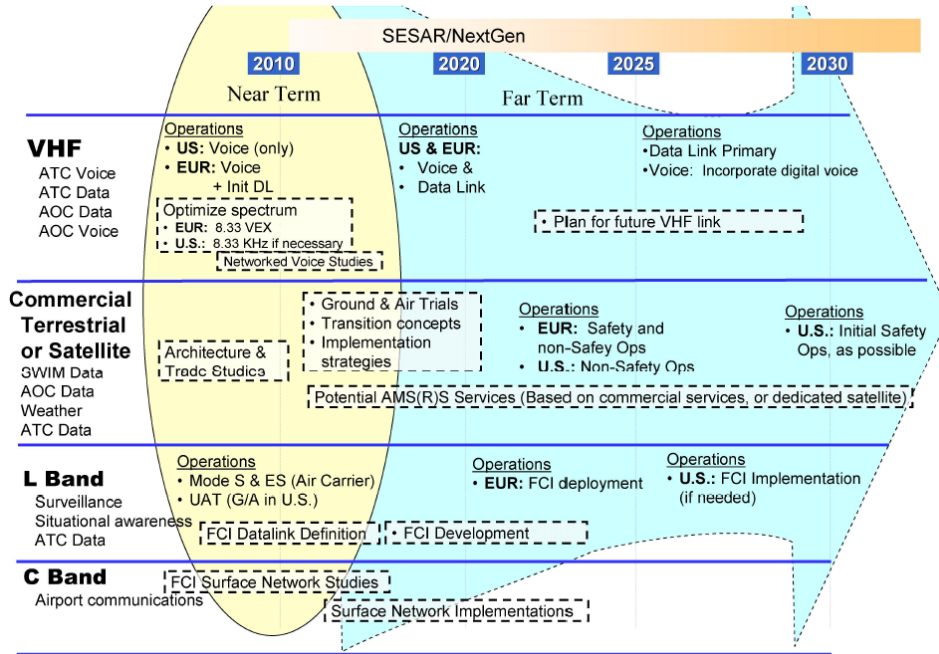 SESAR/NextGen
2010
2020
2025
2030
Near Term
Far Term
VHF
ATC Voice
ATC Data
AOC Data
AOC Voice
Operations
• US: Voice (only)
• EUR: Voice
+ Init DL
Optimize spectrum
• EUR: 8.33 VEX
• U.S.: 8.33 KHz if necessary
Networked Voice Studies
Operations
US & EUR:
• Voice &
• Data Link
Operations
•Data Link Primary
•Voice: Incorporate digital voice
• Plan for future VHF link
Commercial
Terrestrial
or Satellite
SWIM Data
AOC Data
Weather
ATC Data
Architecture &
Trade Studies
• Ground & Air Trials
• Transition concepts
• Implementation
strategies
Operations
• EUR: Safety and
non-Safey Ops
• U.S.: Non-Safety Ops
Operations
• U.S.: Initial Safety
Ops, as possible
Potential AMS(R)S Services (Based on commercial services, or dedicated satellite)
L Band
Surveillance
Situational awareness
ATC Data
Operations
• Mode S & ES (Air Carrier)
• UAT (G/A in U.S.)
FCI Datalink Definition
• FCI Development
Operations
• EUR: FCI deployment
Operations
• U.S.: FCI Implementation
(if needed)
C Band
Airport communications
FCI Surface Network Studies
Surface Network Implementations